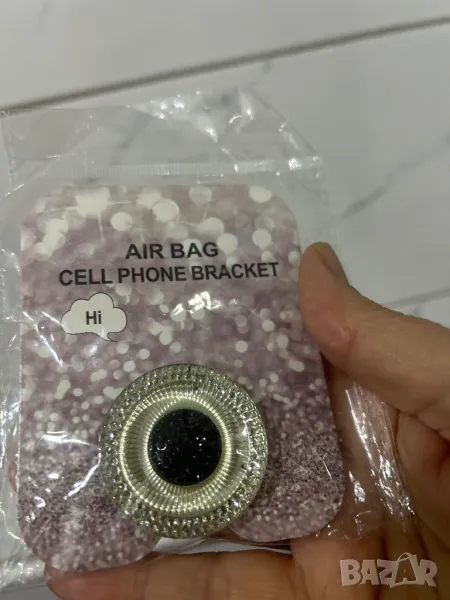 AIR BAG
CELL PHONE BRACKET
Hi
BAZAR